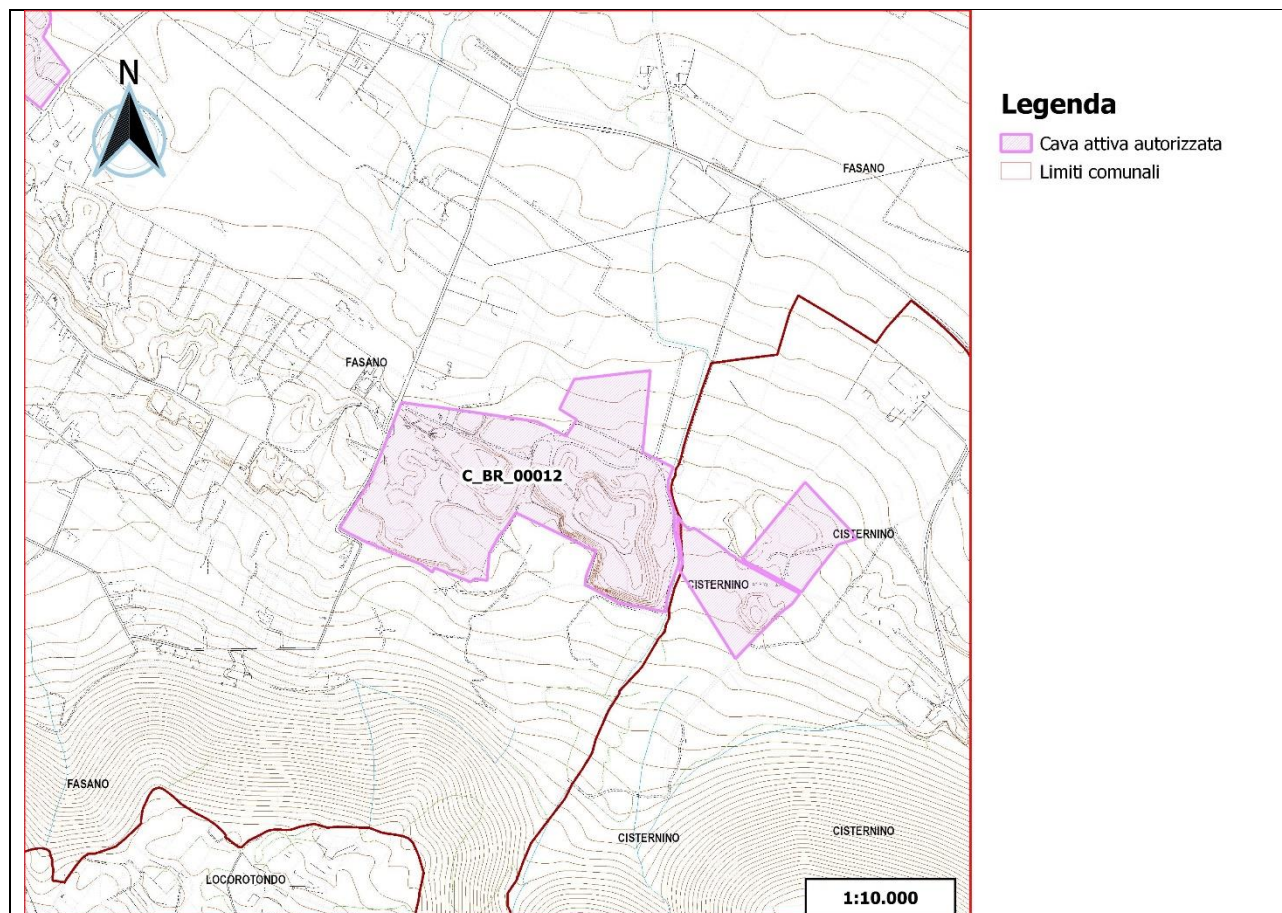 N
Legenda
Cava attiva autorizzata
Limiti comunali
FASANO
FASANO
C_BR_00012
CISTERNINO
CISTERNINO
FASANO
CISTERNINO
CISTERNINO
LOCOROTONDO
1:10.000